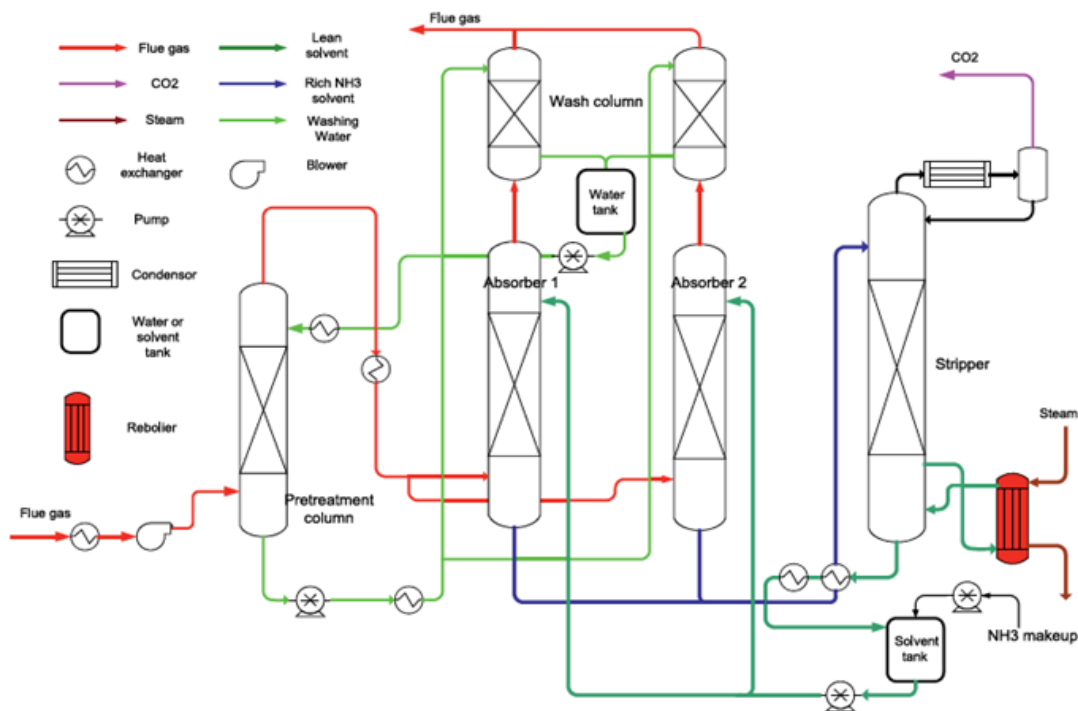 Flue gas
Lean
solvent
CO2
Rich NH3
solvent
Steam
Washing
Water
Heat
exchanger
Blower
Pump
Condensor
Water or
solvent
tank
Rebolier
Flue gas
Wash column
Water
tank
CO2
Absorber 1
Absorber 2
Stripper
Steam
Pretreatment
column
Flue gas
Solvent
tank
NH3 makeup